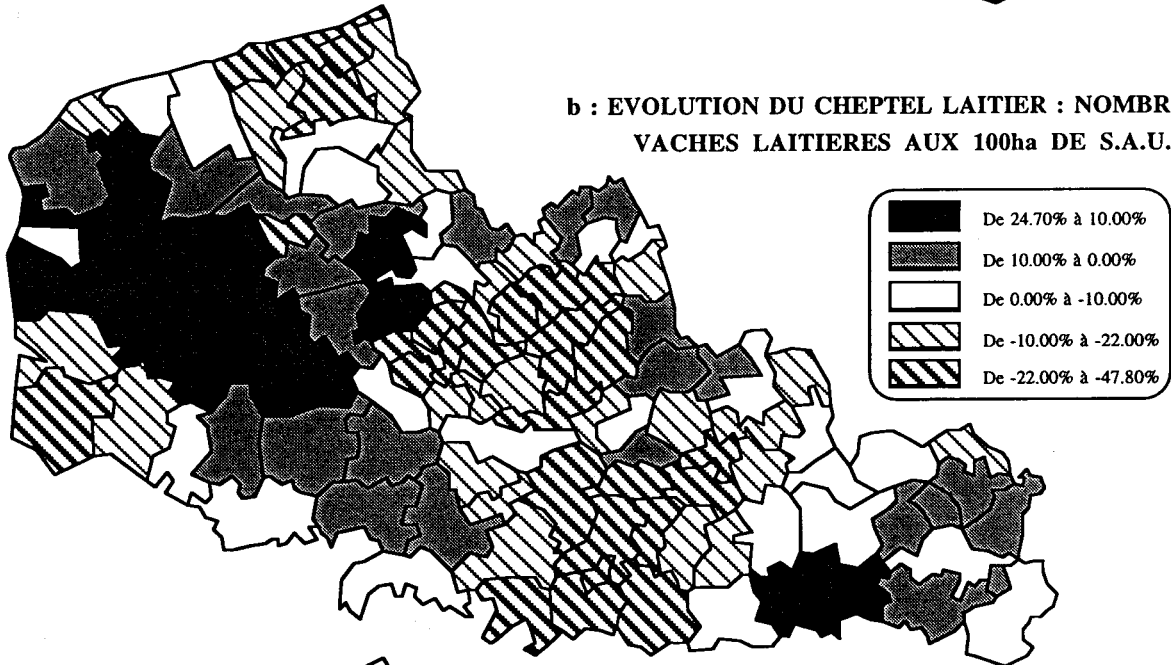 b : EVOLUTION DU CHEPTEL LAITIER : NOMBR
VACHES LAITIERES AUX 100ha DE S.A.U.
De 24.70% à 10.00%
De 10.00% à 0.00%
De 0.00% à -10.00%
De -10.00% à -22.00%
De -22.00% à -47.80%